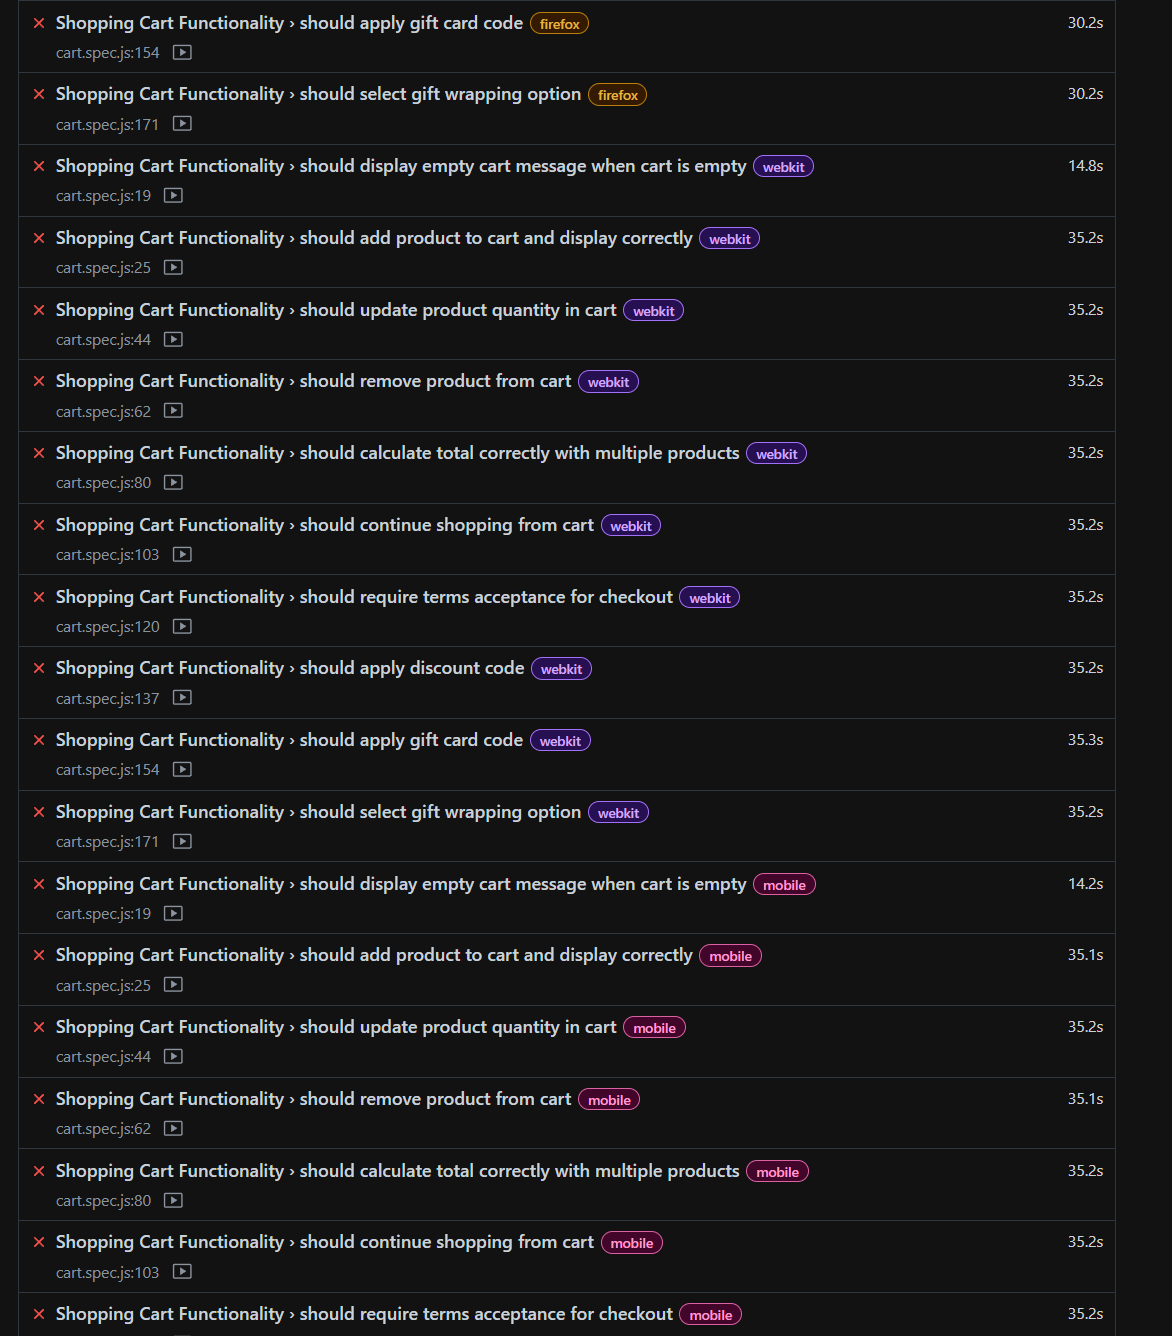 Shopping Cart Functionality › should apply gift card code firefox 30.2s
cart.spec.js:154
Shopping Cart Functionality › should select gift wrapping option firefox 30.2s
cart.spec.js:171
Shopping Cart Functionality › should display empty cart message when cart is empty webkit 14.8s
cart.spec.js:19
Shopping Cart Functionality › should add product to cart and display correctly webkit 35.2s
cart.spec.js:25
Shopping Cart Functionality › should update product quantity in cart webkit 35.2s
cart.spec.js:44
Shopping Cart Functionality › should remove product from cart webkit 35.2s
cart.spec.js:62
Shopping Cart Functionality › should calculate total correctly with multiple products webkit 35.2s
cart.spec.js:80
Shopping Cart Functionality › should continue shopping from cart webkit 35.2s
cart.spec.js:103
Shopping Cart Functionality › should require terms acceptance for checkout webkit 35.2s
cart.spec.js:120
Shopping Cart Functionality › should apply discount code webkit 35.2s
cart.spec.js:137
Shopping Cart Functionality › should apply gift card code webkit 35.3s
cart.spec.js:154
Shopping Cart Functionality › should select gift wrapping option webkit 35.2s
cart.spec.js:171
Shopping Cart Functionality › should display empty cart message when cart is empty mobile 14.2s
cart.spec.js:19
Shopping Cart Functionality › should add product to cart and display correctly mobile 35.1s
cart.spec.js:25
Shopping Cart Functionality › should update product quantity in cart mobile 35.2s
cart.spec.js:44
Shopping Cart Functionality › should remove product from cart mobile 35.1s
cart.spec.js:62
Shopping Cart Functionality › should calculate total correctly with multiple products mobile 35.2s
cart.spec.js:80
Shopping Cart Functionality › should continue shopping from cart mobile 35.2s
cart.spec.js:103
Shopping Cart Functionality › should require terms acceptance for checkout mobile 35.2s